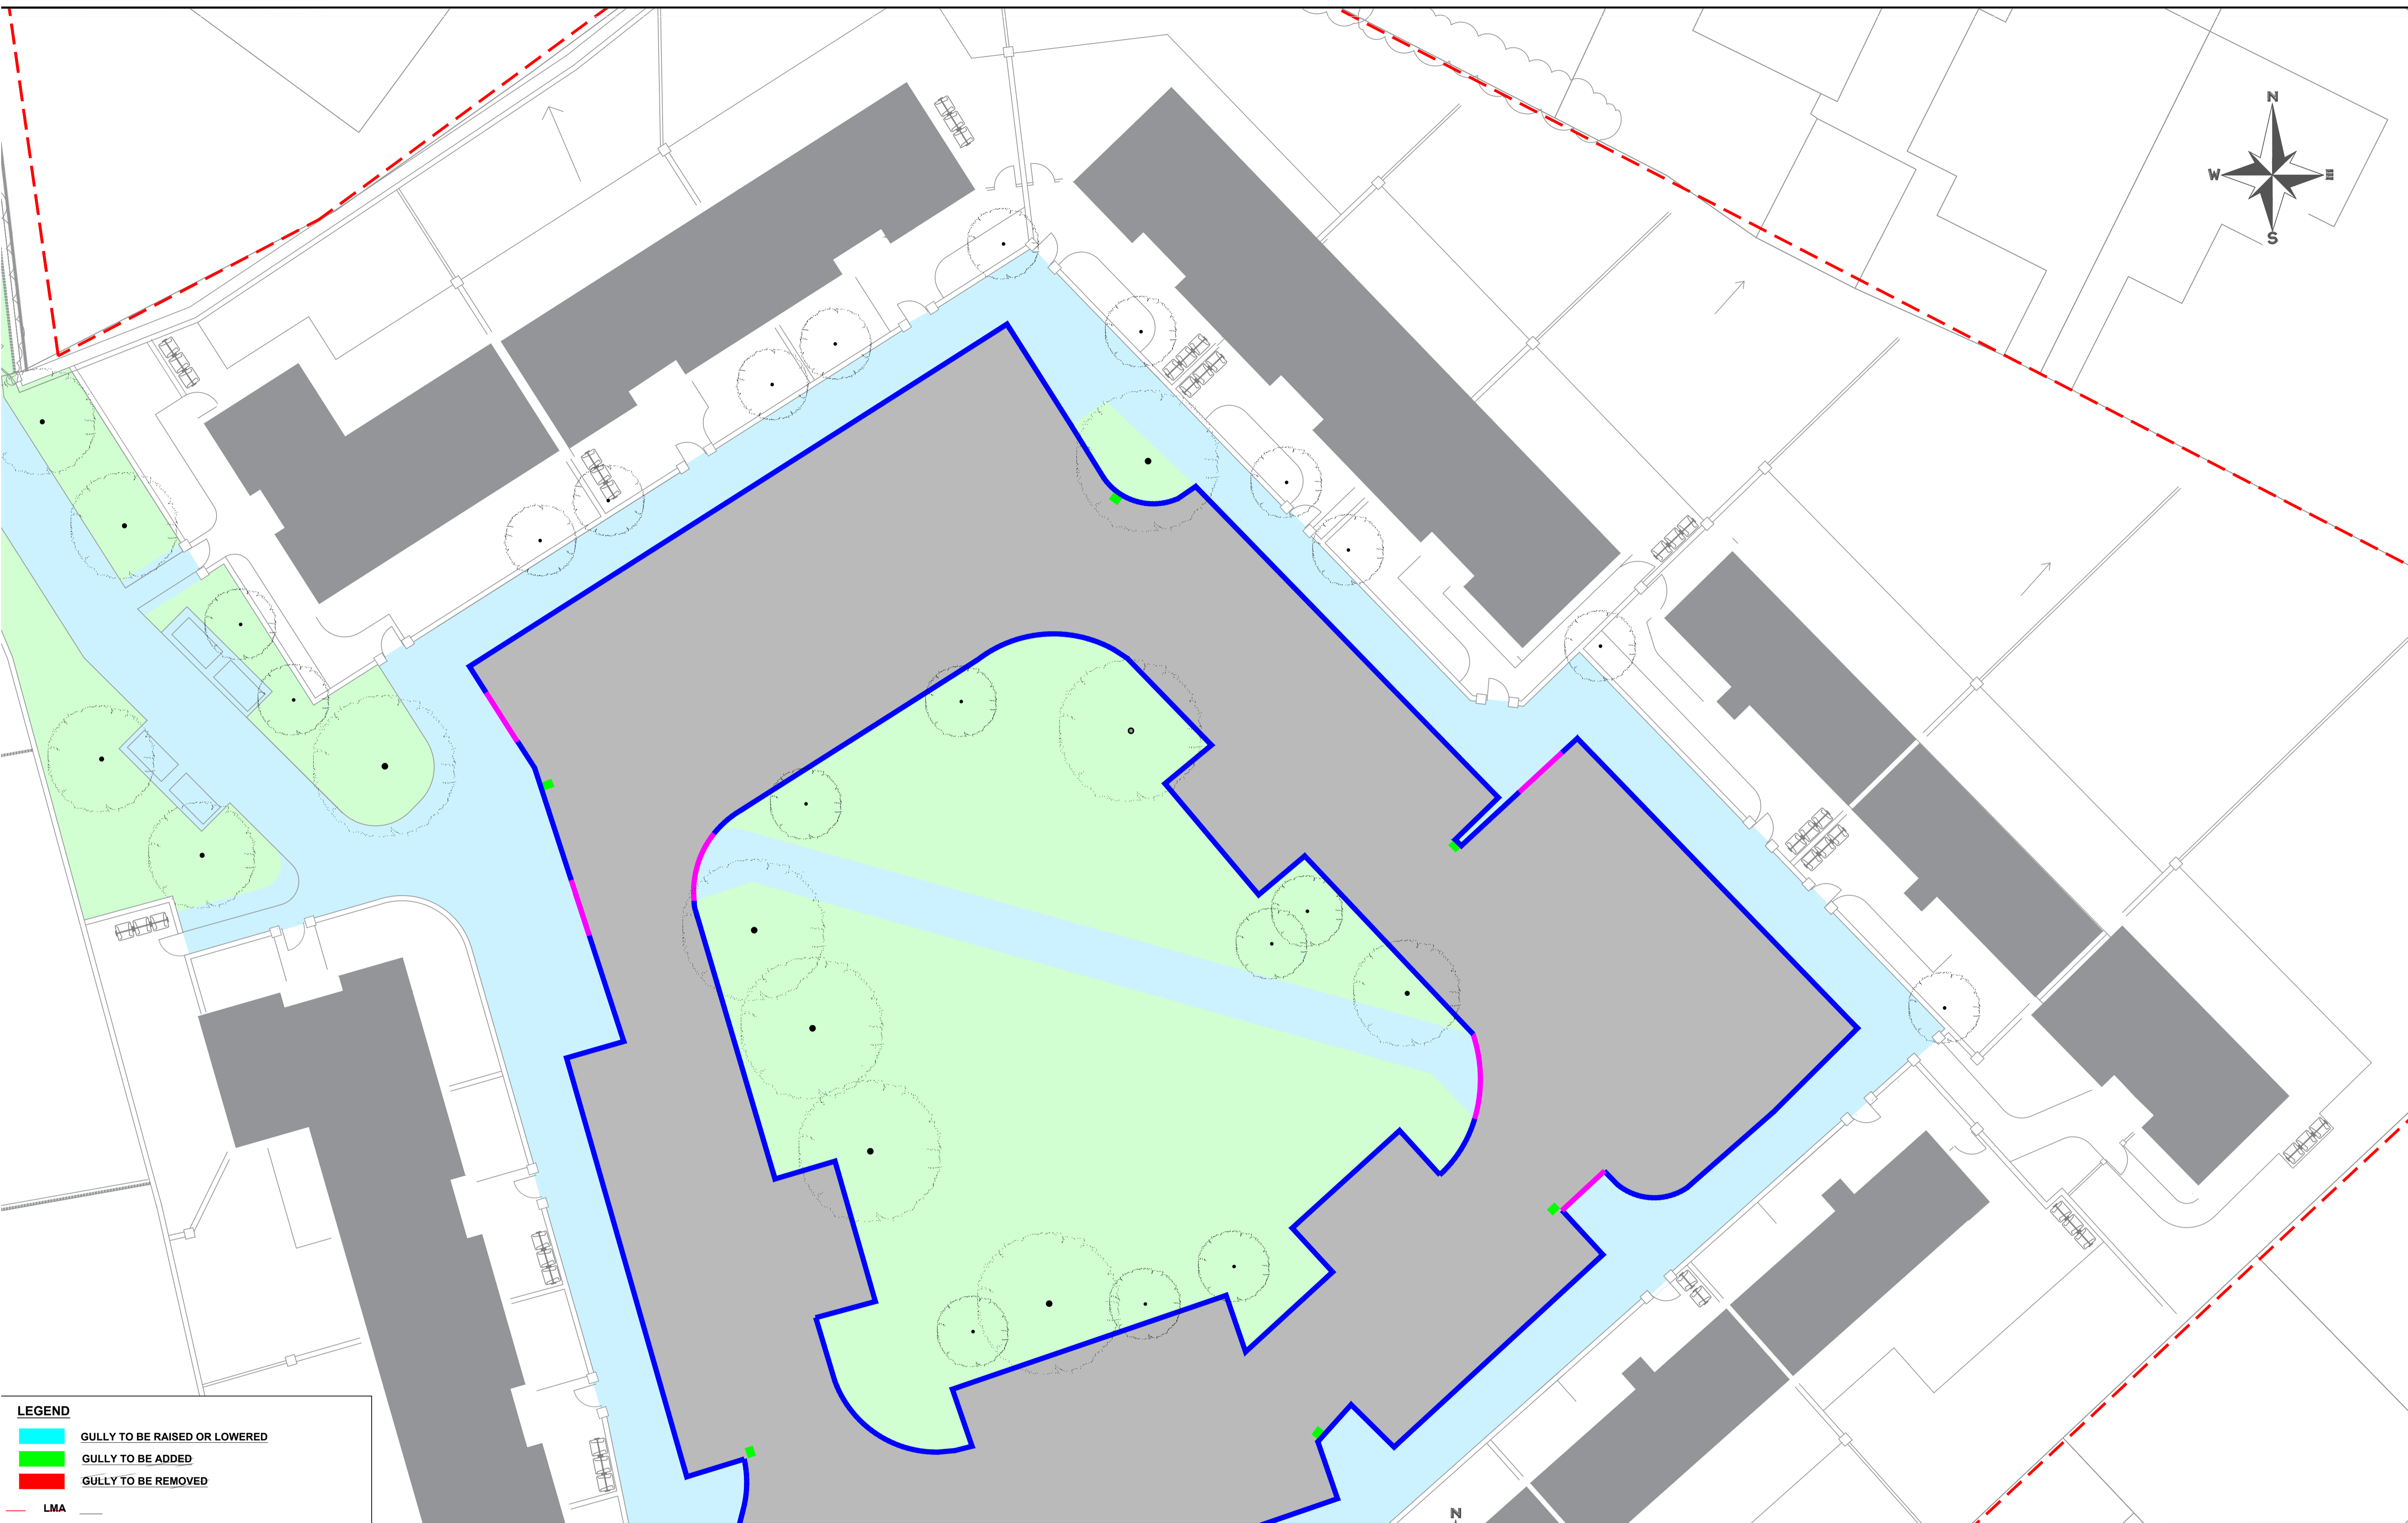 N
W E
S
LEGEND
GULLY TO BE RAISED OR LOWERED
GULLY TO BE ADDED
GULLY TO BE REMOVED
LMA
N